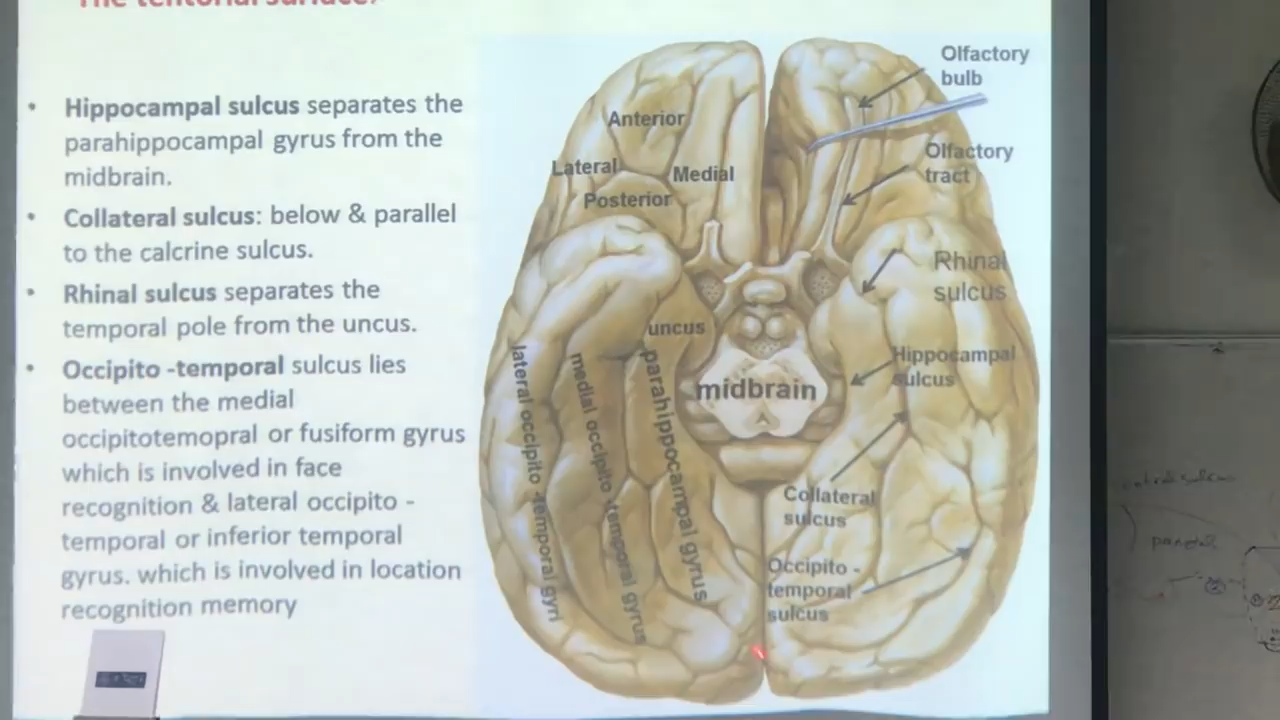 The tentorial surface:
• Hippocampal sulcus separates the
parahippocampal gyrus from the
midbrain.
• Collateral sulcus: below & parallel
to the calcrine sulcus.
• Rhinal sulcus separates the
temporal pole from the uncus.
• Occipito -temporal sulcus lies
between the medial
occipitotemopral or fusiform gyrus
which is involved in face
recognition & lateral occipito -
temporal or inferior temporal
gyrus. which is involved in location
recognition memory
Olfactory
bulb
Anterior
Olfactory
tract
Lateral
Medial
Posterior
Rhinal
sulcus
uncus
Hippocampal
sulcus
midbrain
lateral occipito -temporal gyri
medial occipito -temporal gyrus
parahippocampal gyrus
Collateral
sulcus
Occipito -
temporal
sulcus
parietal